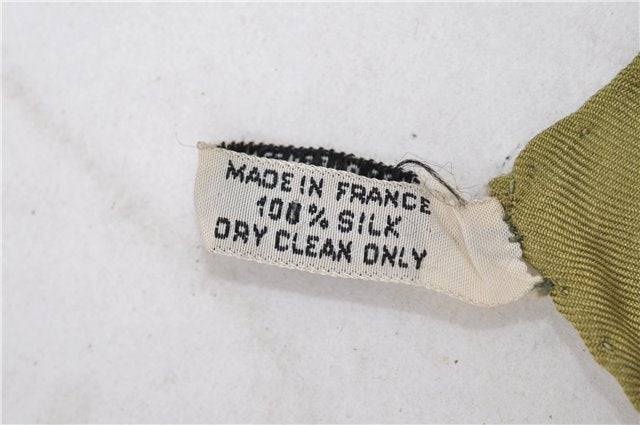 MADE IN FRANCE
100% SILK
DRY CLEAN ONLY